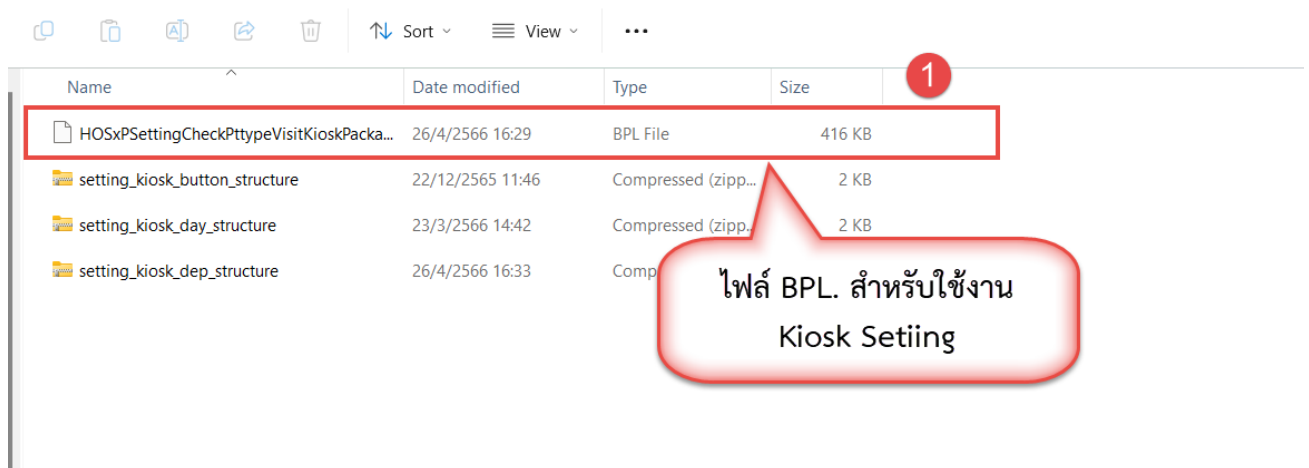 Sort View
Name Date modified Type Size 1
HOSxPSettingCheckPttypeVisitKioskPacka... 26/4/2566 16:29 BPL File 416 KB
setting_kiosk_button_structure 22/12/2565 11:46 Compressed (zipp... 2 KB
setting_kiosk_day_structure 23/3/2566 14:42 Compressed (zipp... 2 KB
setting_kiosk_dep_structure 26/4/2566 16:33 Comp
ไฟล์ BPL. สำหรับใช้งาน
Kiosk Setiing